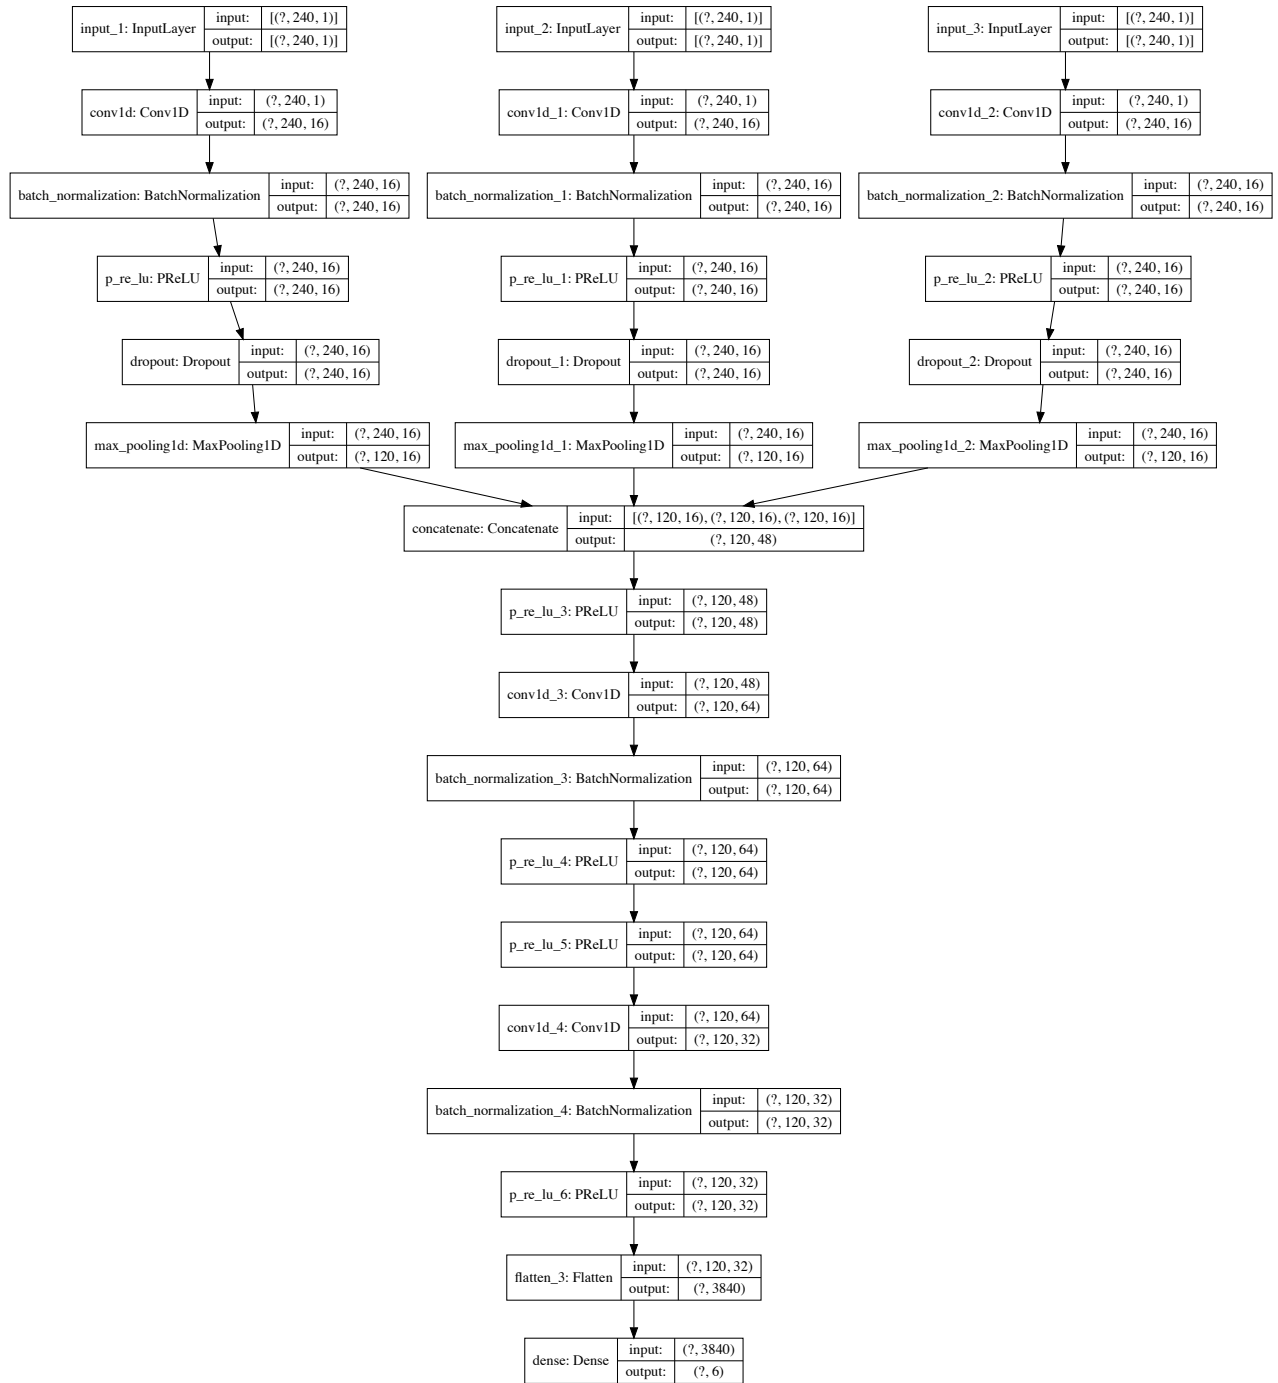 input_1: InputLayer input: [(?, 240, 1)] output: [(?, 240, 1)]
input_2: InputLayer input: [(?, 240, 1)] output: [(?, 240, 1)]
input_3: InputLayer input: [(?, 240, 1)] output: [(?, 240, 1)]
conv1d: Conv1D input: (?, 240, 1) output: (?, 240, 16)
conv1d_1: Conv1D input: (?, 240, 1) output: (?, 240, 16)
conv1d_2: Conv1D input: (?, 240, 1) output: (?, 240, 16)
batch_normalization: BatchNormalization input: (?, 240, 16) output: (?, 240, 16)
batch_normalization_1: BatchNormalization input: (?, 240, 16) output: (?, 240, 16)
batch_normalization_2: BatchNormalization input: (?, 240, 16) output: (?, 240, 16)
p_re_lu: PReLU input: (?, 240, 16) output: (?, 240, 16)
p_re_lu_1: PReLU input: (?, 240, 16) output: (?, 240, 16)
p_re_lu_2: PReLU input: (?, 240, 16) output: (?, 240, 16)
dropout: Dropout input: (?, 240, 16) output: (?, 240, 16)
dropout_1: Dropout input: (?, 240, 16) output: (?, 240, 16)
dropout_2: Dropout input: (?, 240, 16) output: (?, 240, 16)
max_pooling1d: MaxPooling1D input: (?, 240, 16) output: (?, 120, 16)
max_pooling1d_1: MaxPooling1D input: (?, 240, 16) output: (?, 120, 16)
max_pooling1d_2: MaxPooling1D input: (?, 240, 16) output: (?, 120, 16)
concatenate: Concatenate input: [(?, 120, 16), (?, 120, 16), (?, 120, 16)] output: (?, 120, 48)
p_re_lu_3: PReLU input: (?, 120, 48) output: (?, 120, 48)
conv1d_3: Conv1D input: (?, 120, 48) output: (?, 120, 64)
batch_normalization_3: BatchNormalization input: (?, 120, 64) output: (?, 120, 64)
p_re_lu_4: PReLU input: (?, 120, 64) output: (?, 120, 64)
p_re_lu_5: PReLU input: (?, 120, 64) output: (?, 120, 64)
conv1d_4: Conv1D input: (?, 120, 64) output: (?, 120, 32)
batch_normalization_4: BatchNormalization input: (?, 120, 32) output: (?, 120, 32)
p_re_lu_6: PReLU input: (?, 120, 32) output: (?, 120, 32)
flatten_3: Flatten input: (?, 120, 32) output: (?, 3840)
dense: Dense input: (?, 3840) output: (?, 6)